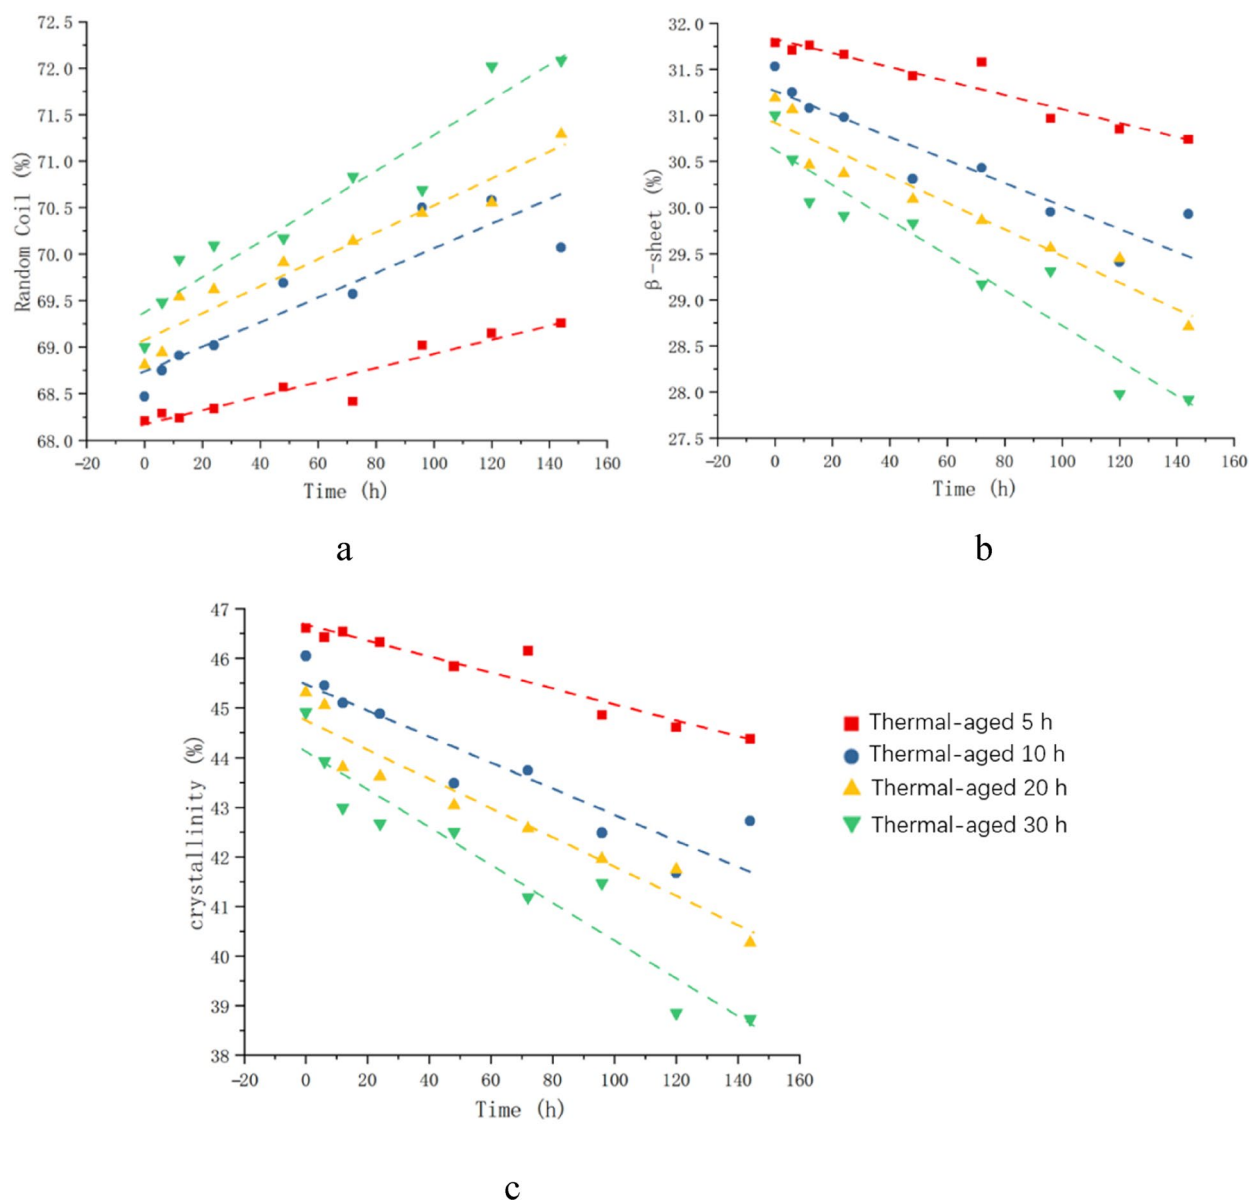 72.5
72.0
71.5
71.0
70.5
70.0
69.5
69.0
68.5
68.0
Random Coil (%)
-20 0 20 40 60 80 100 120 140 160
Time (h)
a
32.0
31.5
31.0
30.5
30.0
29.5
29.0
28.5
28.0
27.5
β-sheet (%)
-20 0 20 40 60 80 100 120 140 160
Time (h)
b
47
46
45
44
43
42
41
40
39
38
crystallinity (%)
-20 0 20 40 60 80 100 120 140 160
Time (h)
c
Thermal-aged 5 h
Thermal-aged 10 h
Thermal-aged 20 h
Thermal-aged 30 h